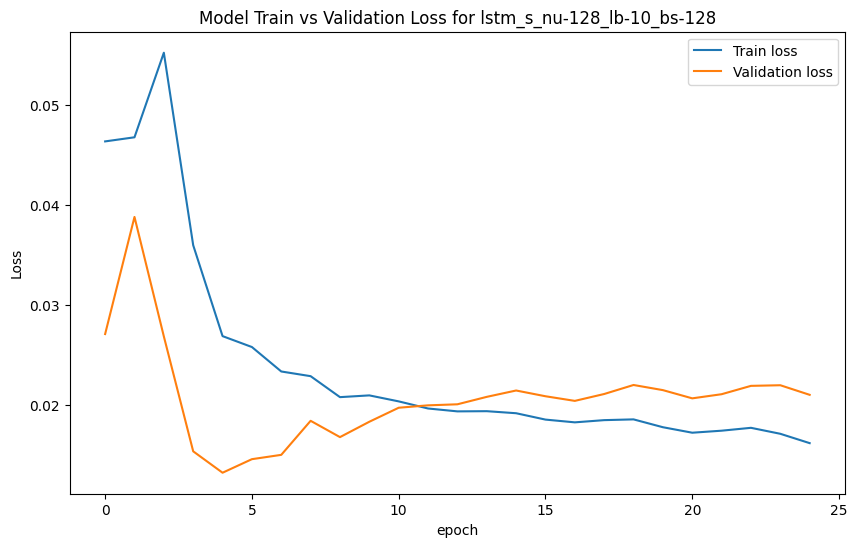 Model Train vs Validation Loss for lstm_s_nu-128_lb-10_bs-128
Train loss
Validation loss
0.05
0.04
0.03
0.02
Loss
0
5
10
15
20
25
epoch